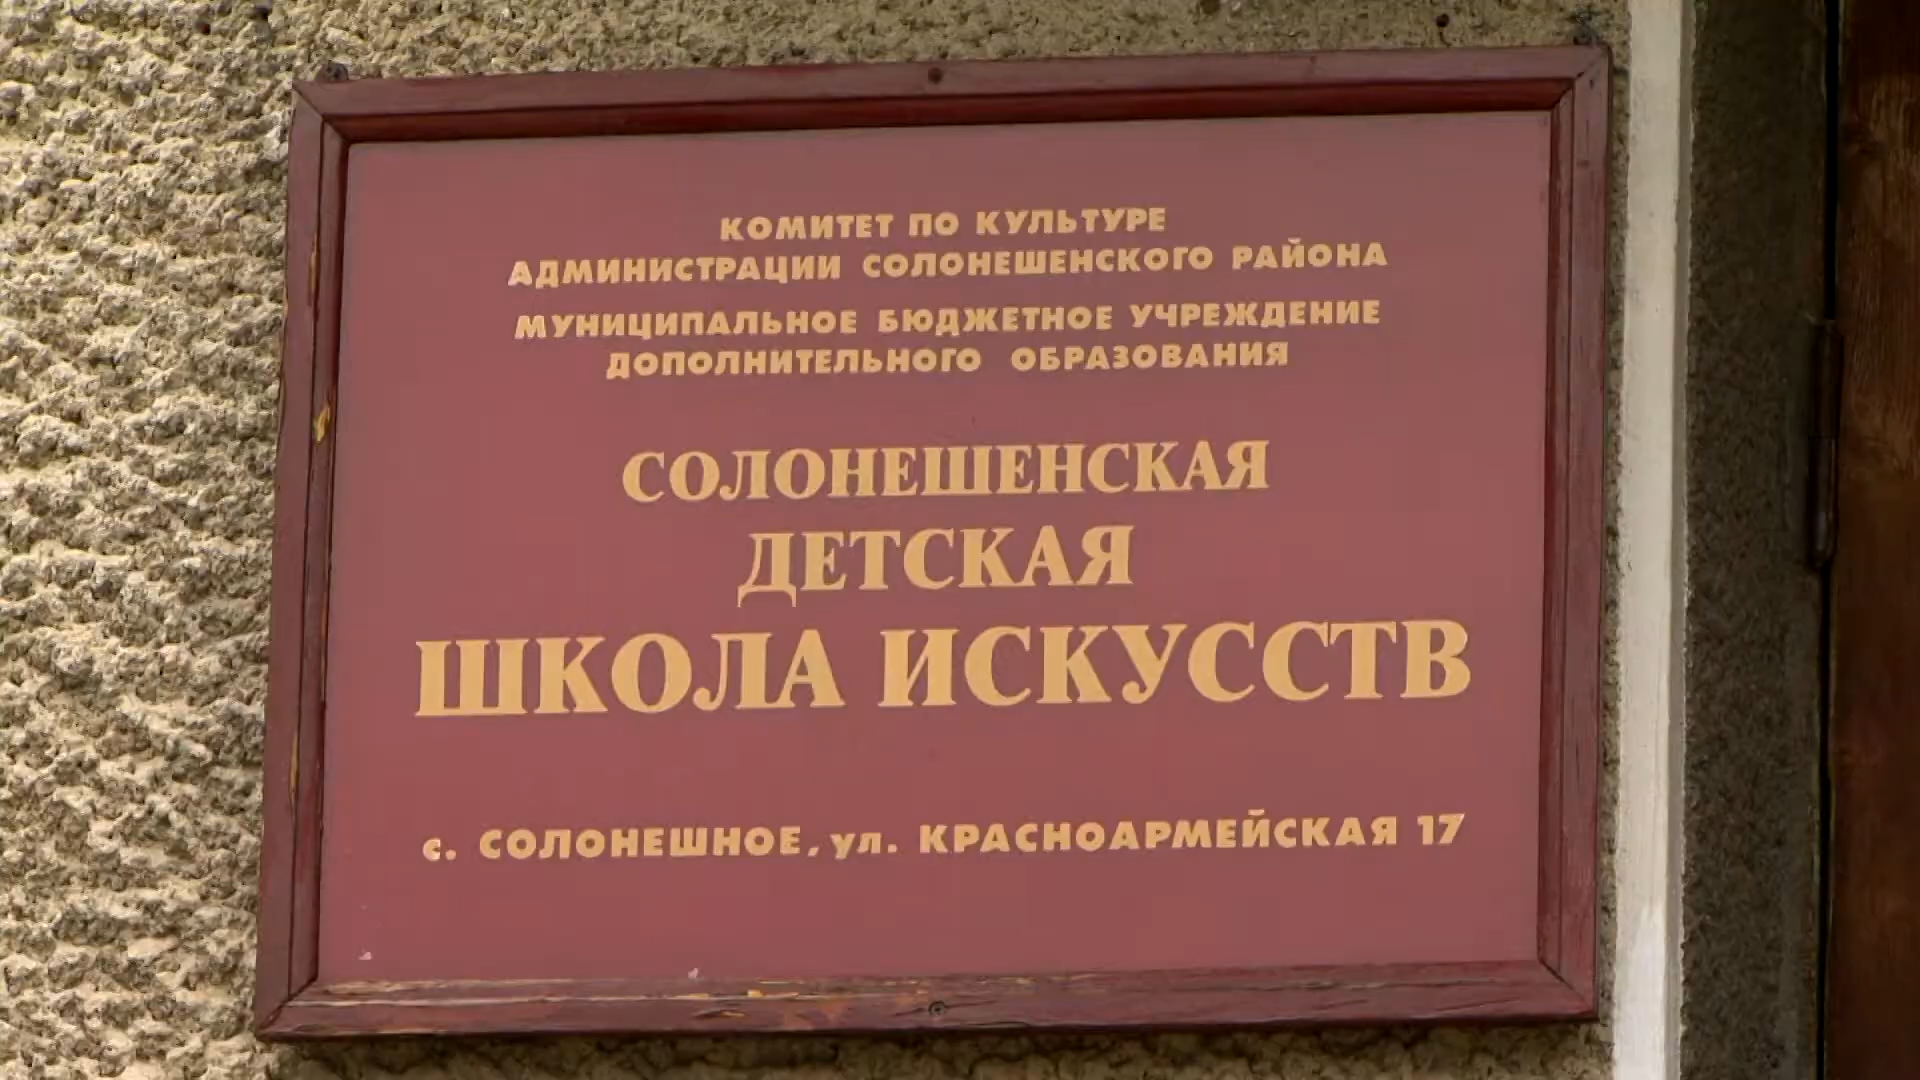 КОМИТЕТ ПО КУЛЬТУРЕ
АДМИНИСТРАЦИИ СОЛОНЕШЕНСКОГО РАЙОНА
МУНИЦИПАЛЬНОЕ БЮДЖЕТНОЕ УЧРЕЖДЕНИЕ
ДОПОЛНИТЕЛЬНОГО ОБРАЗОВАНИЯ
СОЛОНЕШЕНСКАЯ
ДЕТСКАЯ
ШКОЛА ИСКУССТВ
с. СОЛОНЕШНОЕ, ул. КРАСНОАРМЕЙСКАЯ 17